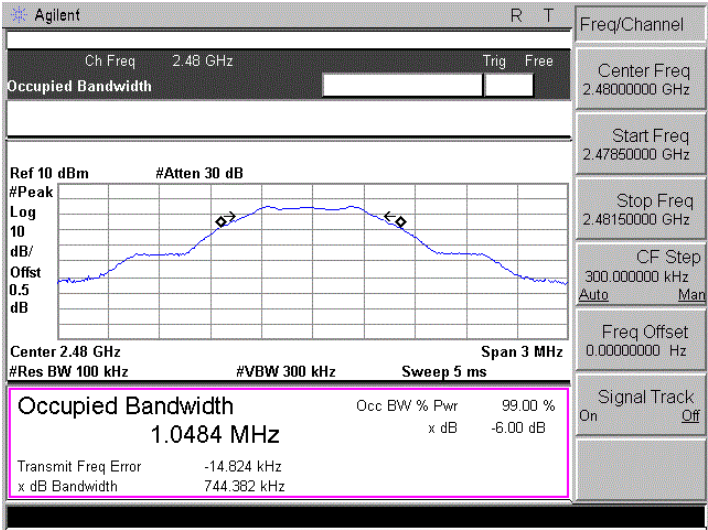 Agilent R T
Ch Freq 2.48 GHz Trig Free
Occupied Bandwidth
Ref 10 dBm #Atten 30 dB
#Peak
Log
10
dB/
Offst
0.5
dB
Center 2.48 GHz Span 3 MHz
#Res BW 100 kHz #VBW 300 kHz Sweep 5 ms
Occupied Bandwidth Occ BW % Pwr 99.00 %
1.0484 MHz x dB -6.00 dB
Transmit Freq Error -14.824 kHz
x dB Bandwidth 744.382 kHz
Freq/Channel
Center Freq
2.48000000 GHz
Start Freq
2.47850000 GHz
Stop Freq
2.48150000 GHz
CF Step
300.000000 kHz
Auto Man
Freq Offset
0.00000000 Hz
Signal Track
On Off